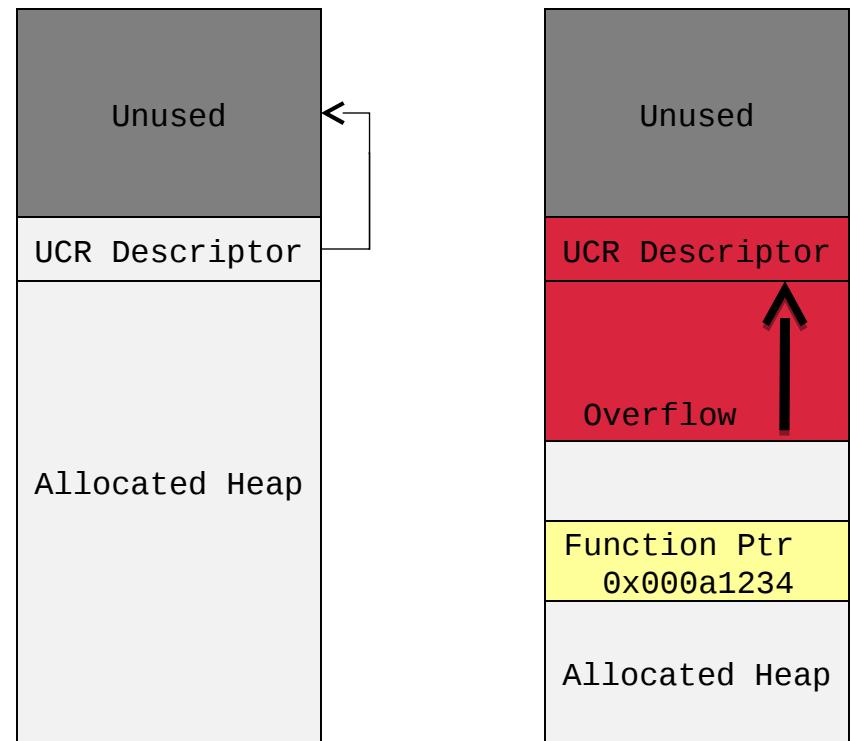 Unused
UCR Descriptor
Allocated Heap
Unused
UCR Descriptor
Overflow
Function Ptr
0x000a1234
Allocated Heap